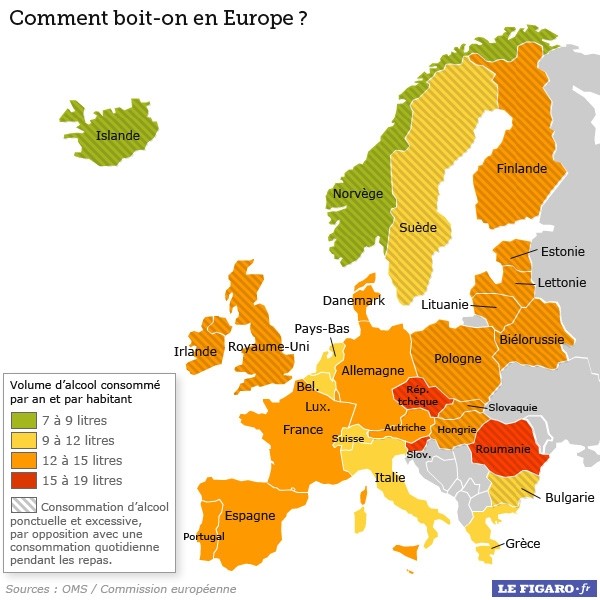 Comment boit-on en Europe ?
Islande
Norvège
Finlande
Suède
Estonie
Lettonie
Lituanie
Danemark
Biélorussie
Pays-Bas
Irlande
Royaume-Uni
Pologne
Allemagne
Bel.
Rép.
tchèque
Lux.
Slovaquie
France
Autriche
Hongrie
Suisse
Slov.
Roumanie
Italie
Bulgarie
Espagne
Portugal
Grèce
Volume d’alcool consommé
par an et par habitant
7 à 9 litres
9 à 12 litres
12 à 15 litres
15 à 19 litres
Consommation d’alcool
ponctuelle et excessive,
par opposition avec une
consommation quotidienne
pendant les repas.
Sources : OMS / Commission européenne
LE FIGARO·fr